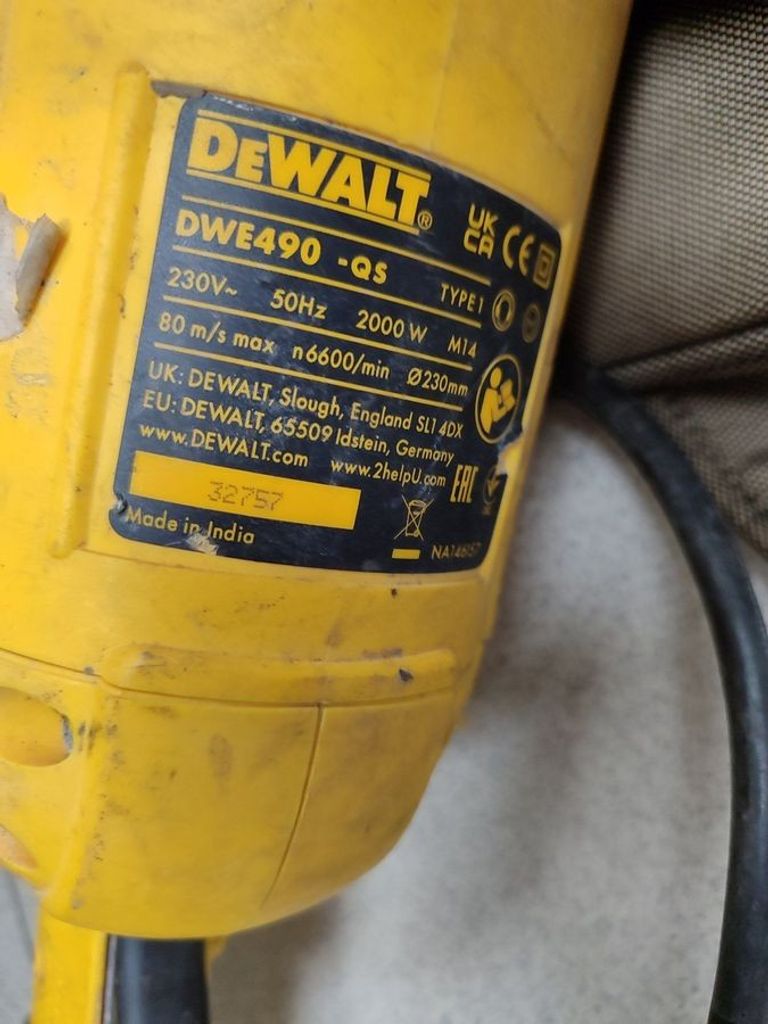 DEWALT®
UK CA CE
DWE490 -QS TYPE 1
230V~ 50Hz 2000 W M14
80 m/s max n6600/min Ø230mm
UK: DEWALT, Slough, England SL1 4DX
EU: DEWALT, 65509 Idstein, Germany
www.DEWALT.com www.2helpU.com EAC
32757
Made in India